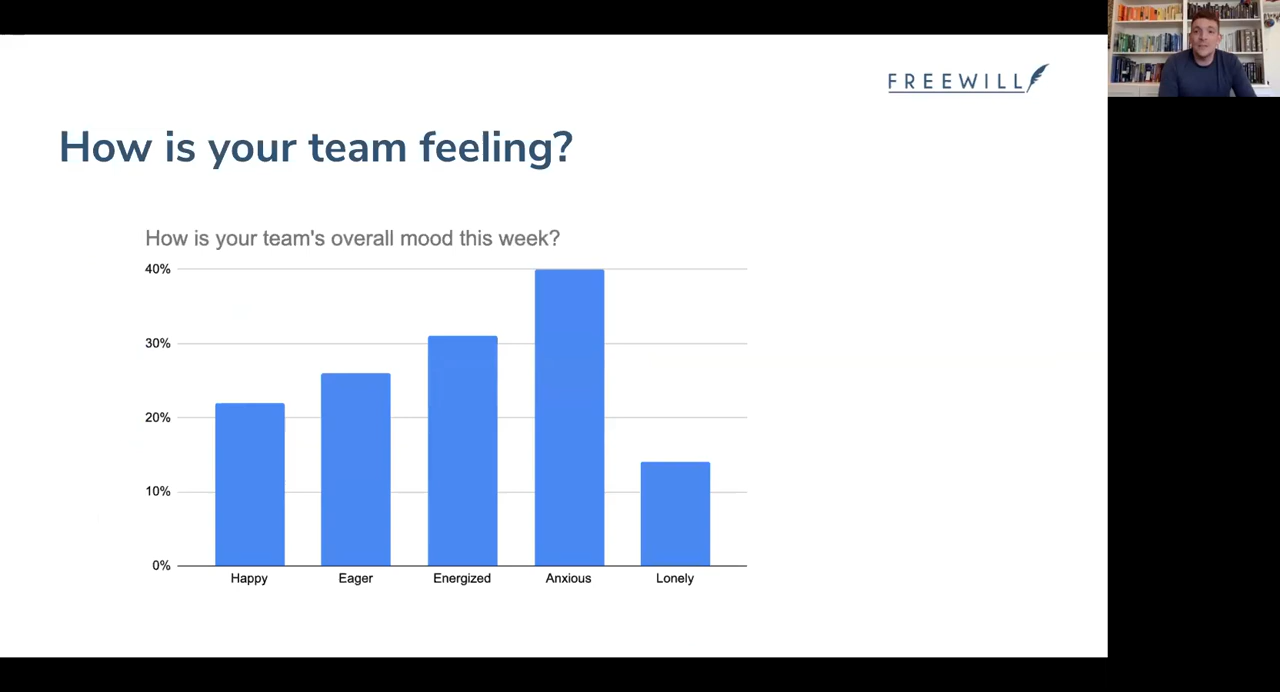 FREEWILL
How is your team feeling?
How is your team's overall mood this week?
40%
30%
20%
10%
0%
Happy Eager Energized Anxious Lonely